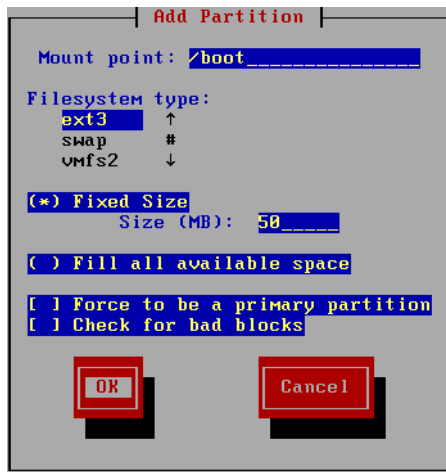 Add Partition
Mount point: /boot_______________
Filesystem type:
ext3 ↑
swap #
vmfs2 ↓
(*) Fixed Size
Size (MB): 50_____
( ) Fill all available space
[ ] Force to be a primary partition
[ ] Check for bad blocks
OK Cancel